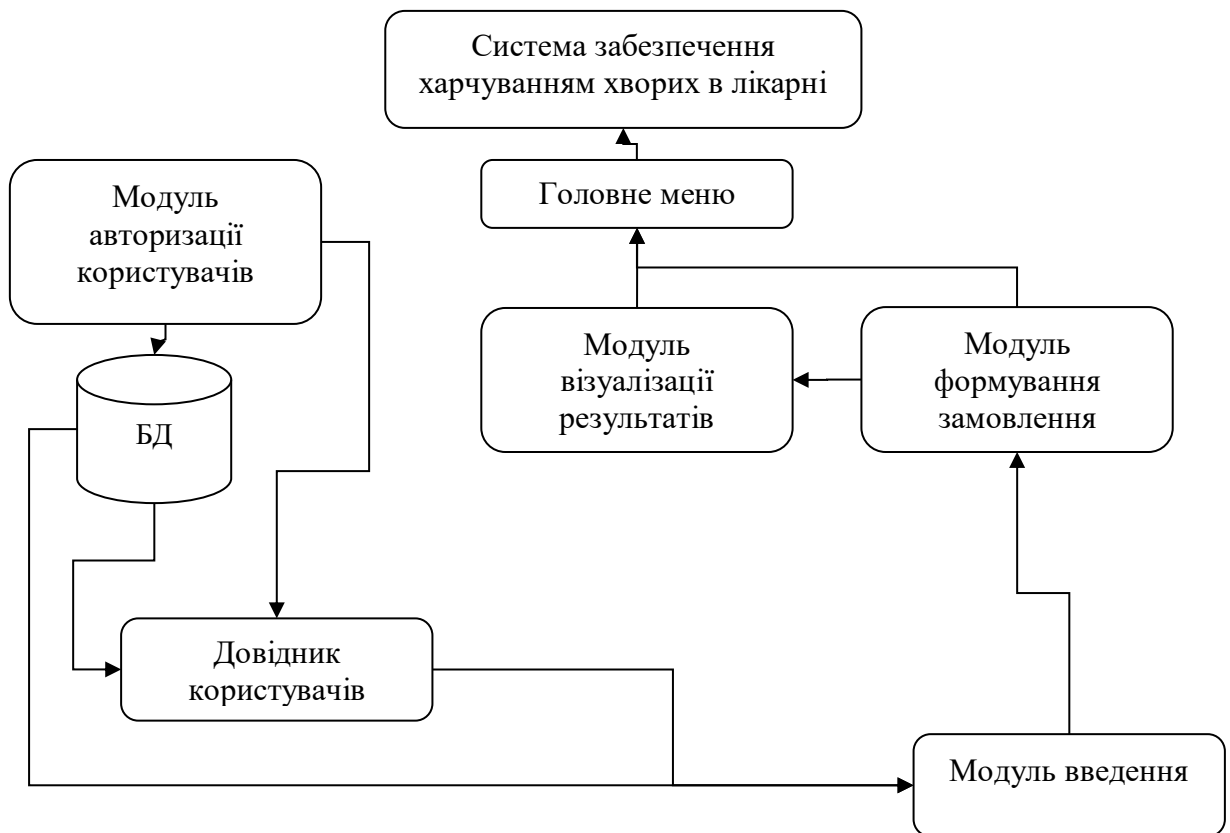 Система забезпечення
харчуванням хворих в лікарні
Головне меню
Модуль
авторизації
користувачів
Модуль
візуалізації
результатів
Модуль
формування
замовлення
БД
Довідник
користувачів
Модуль введення